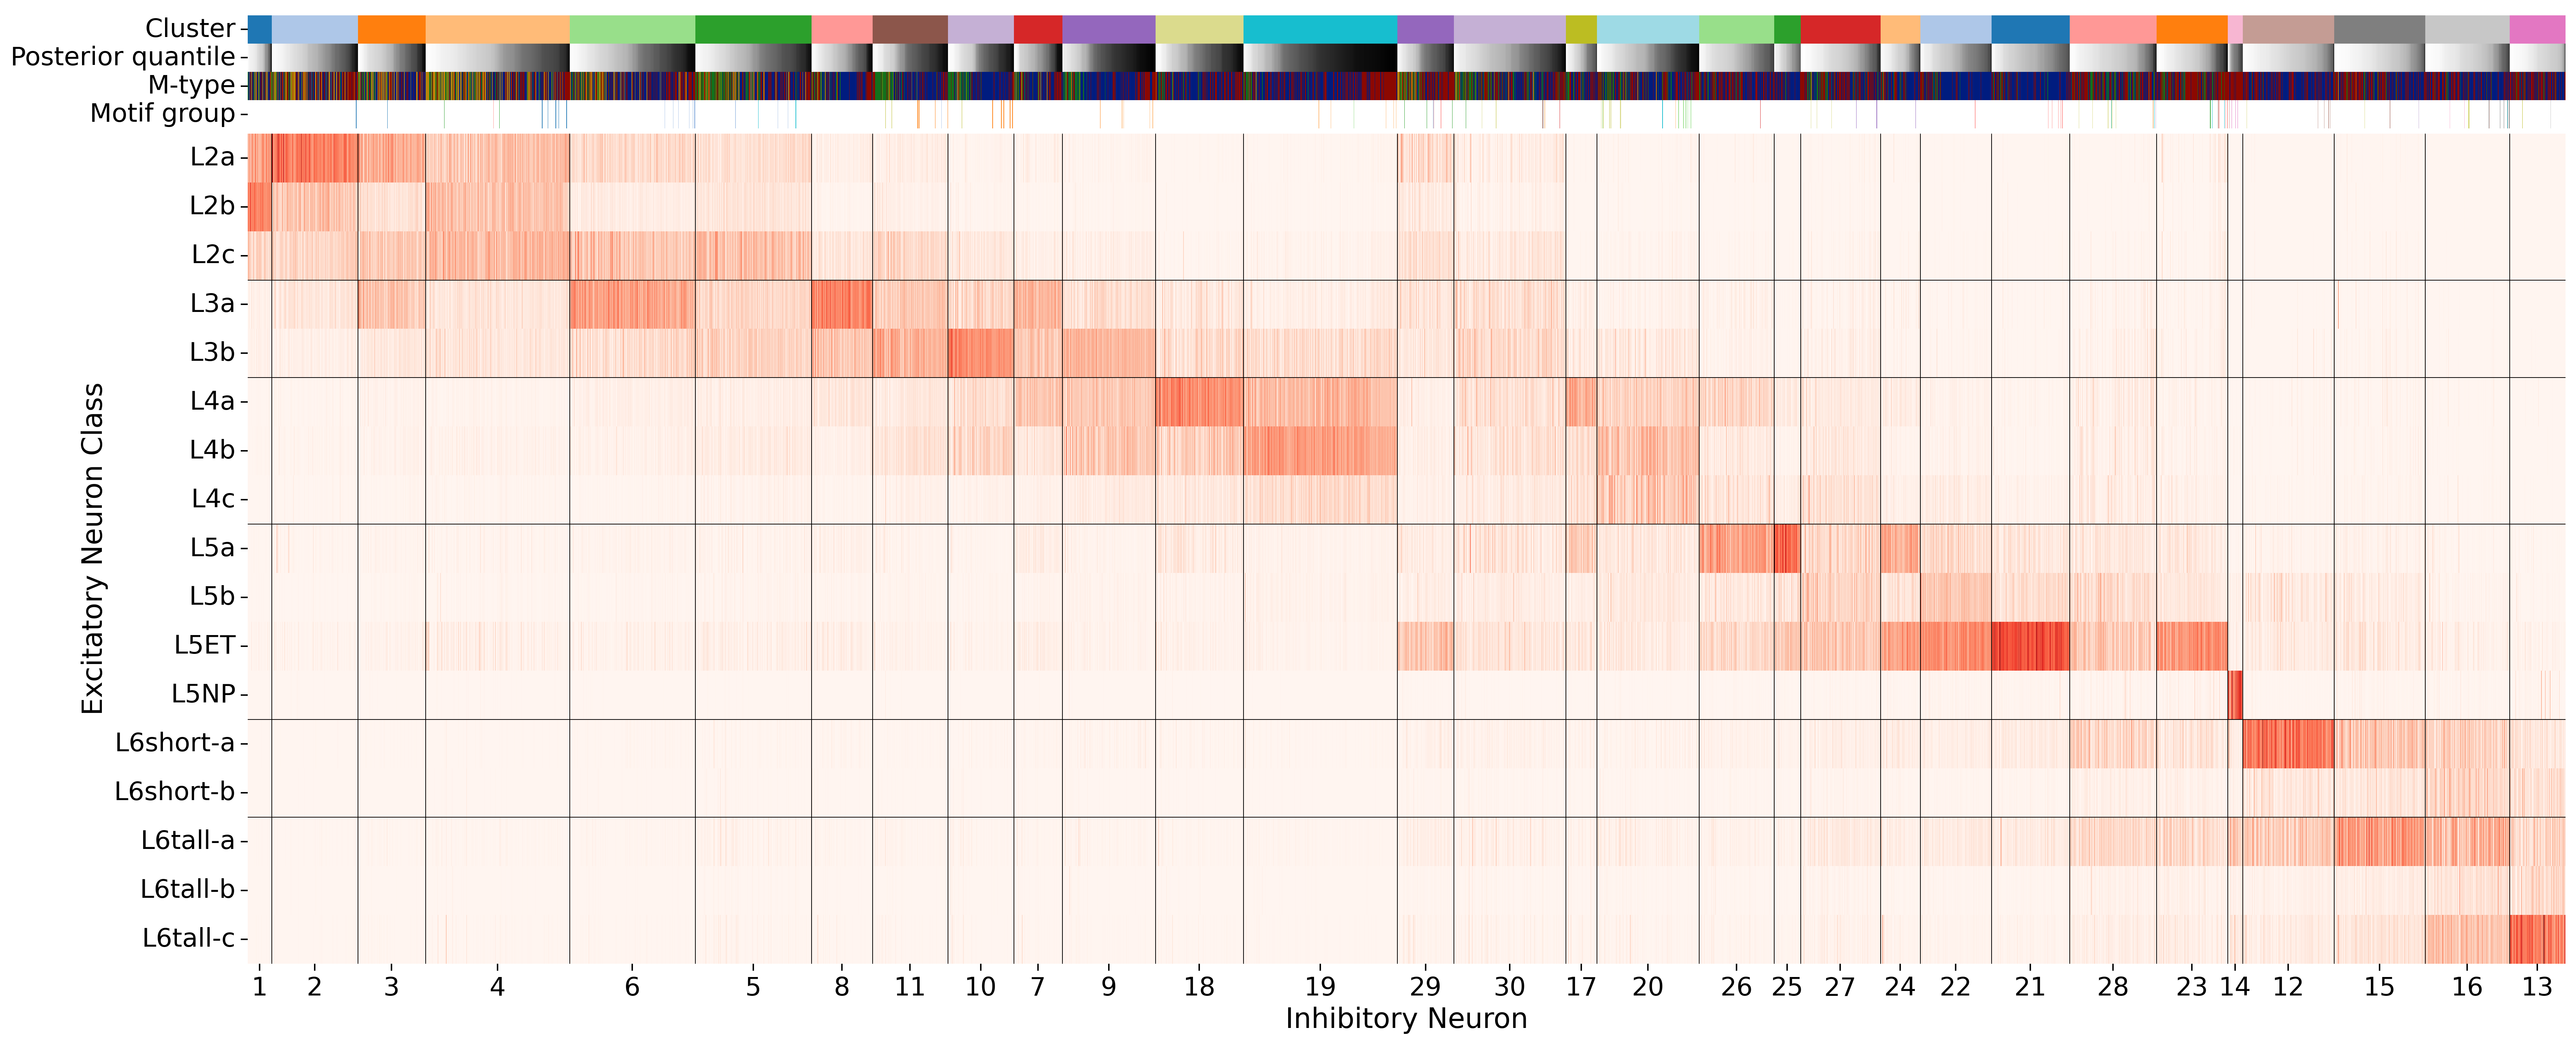 Cluster
Posterior quantile
M-type
Motif group
Excitatory Neuron Class
L2a
L2b
L2c
L3a
L3b
L4a
L4b
L4c
L5a
L5b
L5ET
L5NP
L6short-a
L6short-b
L6tall-a
L6tall-b
L6tall-c
1 2 3 4 6 5 8 11 10 7 9 18 19 29 30 17 20 26 25 27 24 22 21 28 23 14 12 15 16 13
Inhibitory Neuron